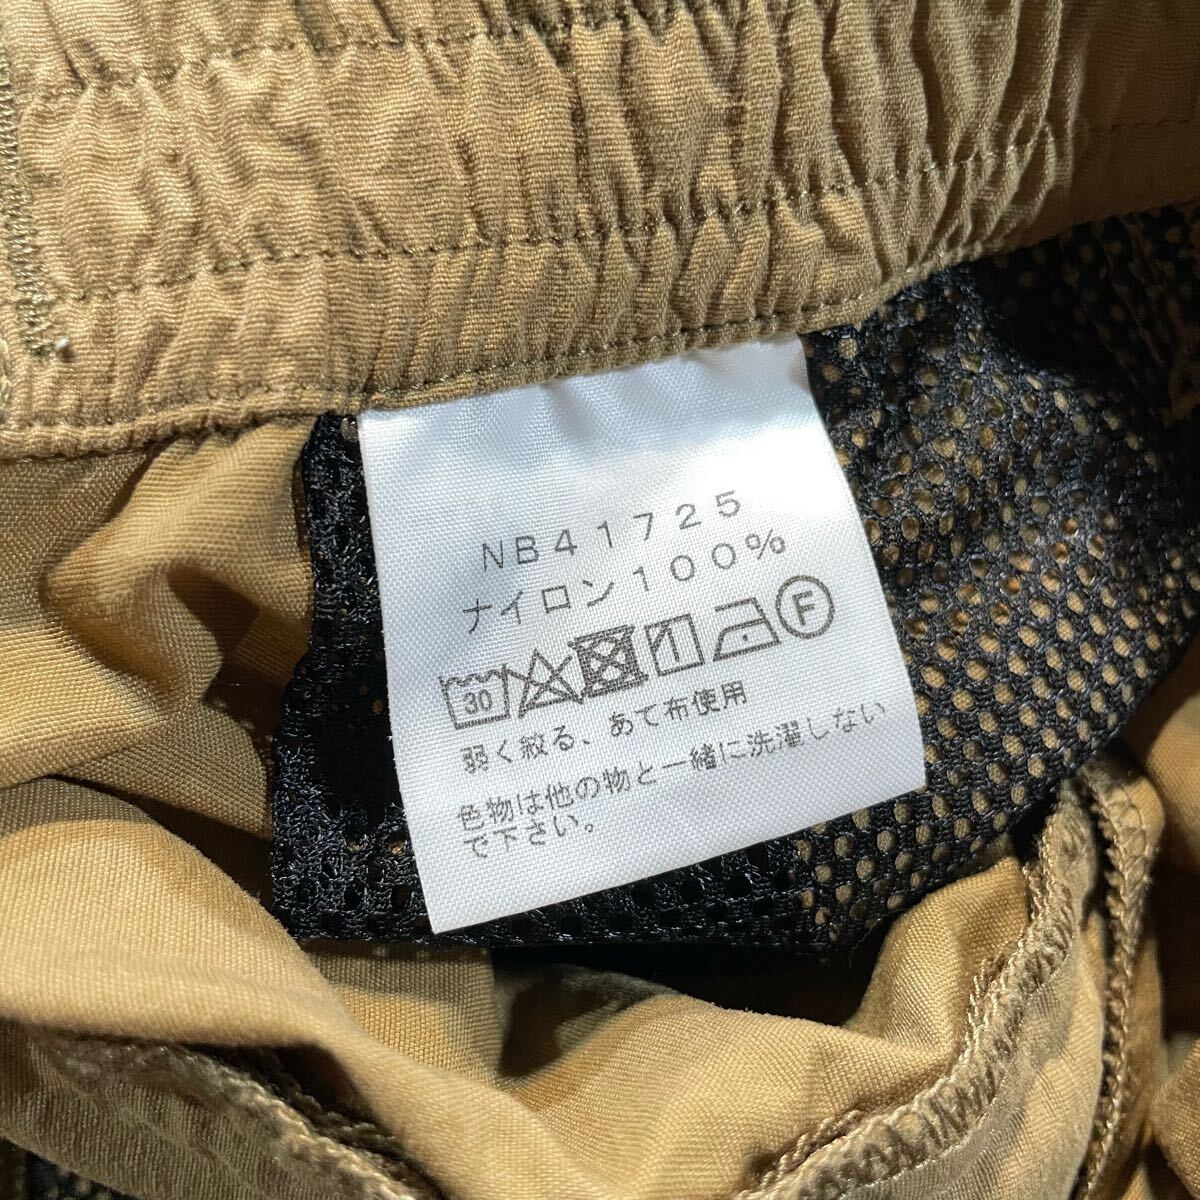 NB41725
ナイロン100%
30 F
弱く絞る、あて布使用
色物は他の物と一緒に洗濯しない
で下さい。